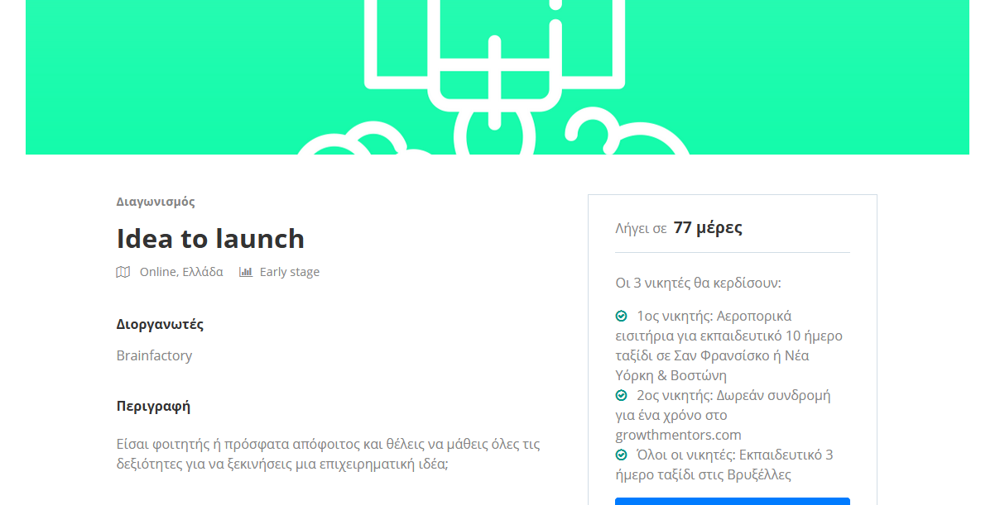 Διαγωνισμός
Idea to launch
Online, Ελλάδα Early stage
Διοργανωτές
Brainfactory
Περιγραφή
Είσαι φοιτητής ή πρόσφατα απόφοιτος και θέλεις να μάθεις όλες τις
δεξιότητες για να ξεκινήσεις μια επιχειρηματική ιδέα;
Λήγει σε 77 μέρες
Οι 3 νικητές θα κερδίσουν:
1ος νικητής: Αεροπορικά
εισιτήρια για εκπαιδευτικό 10 ήμερο
ταξίδι σε Σαν Φρανσίσκο ή Νέα
Υόρκη & Βοστώνη
2ος νικητής: Δωρεάν συνδρομή
για ένα χρόνο στο
growthmentors.com
Όλοι οι νικητές: Εκπαιδευτικό 3
ήμερο ταξίδι στις Βρυξέλλες